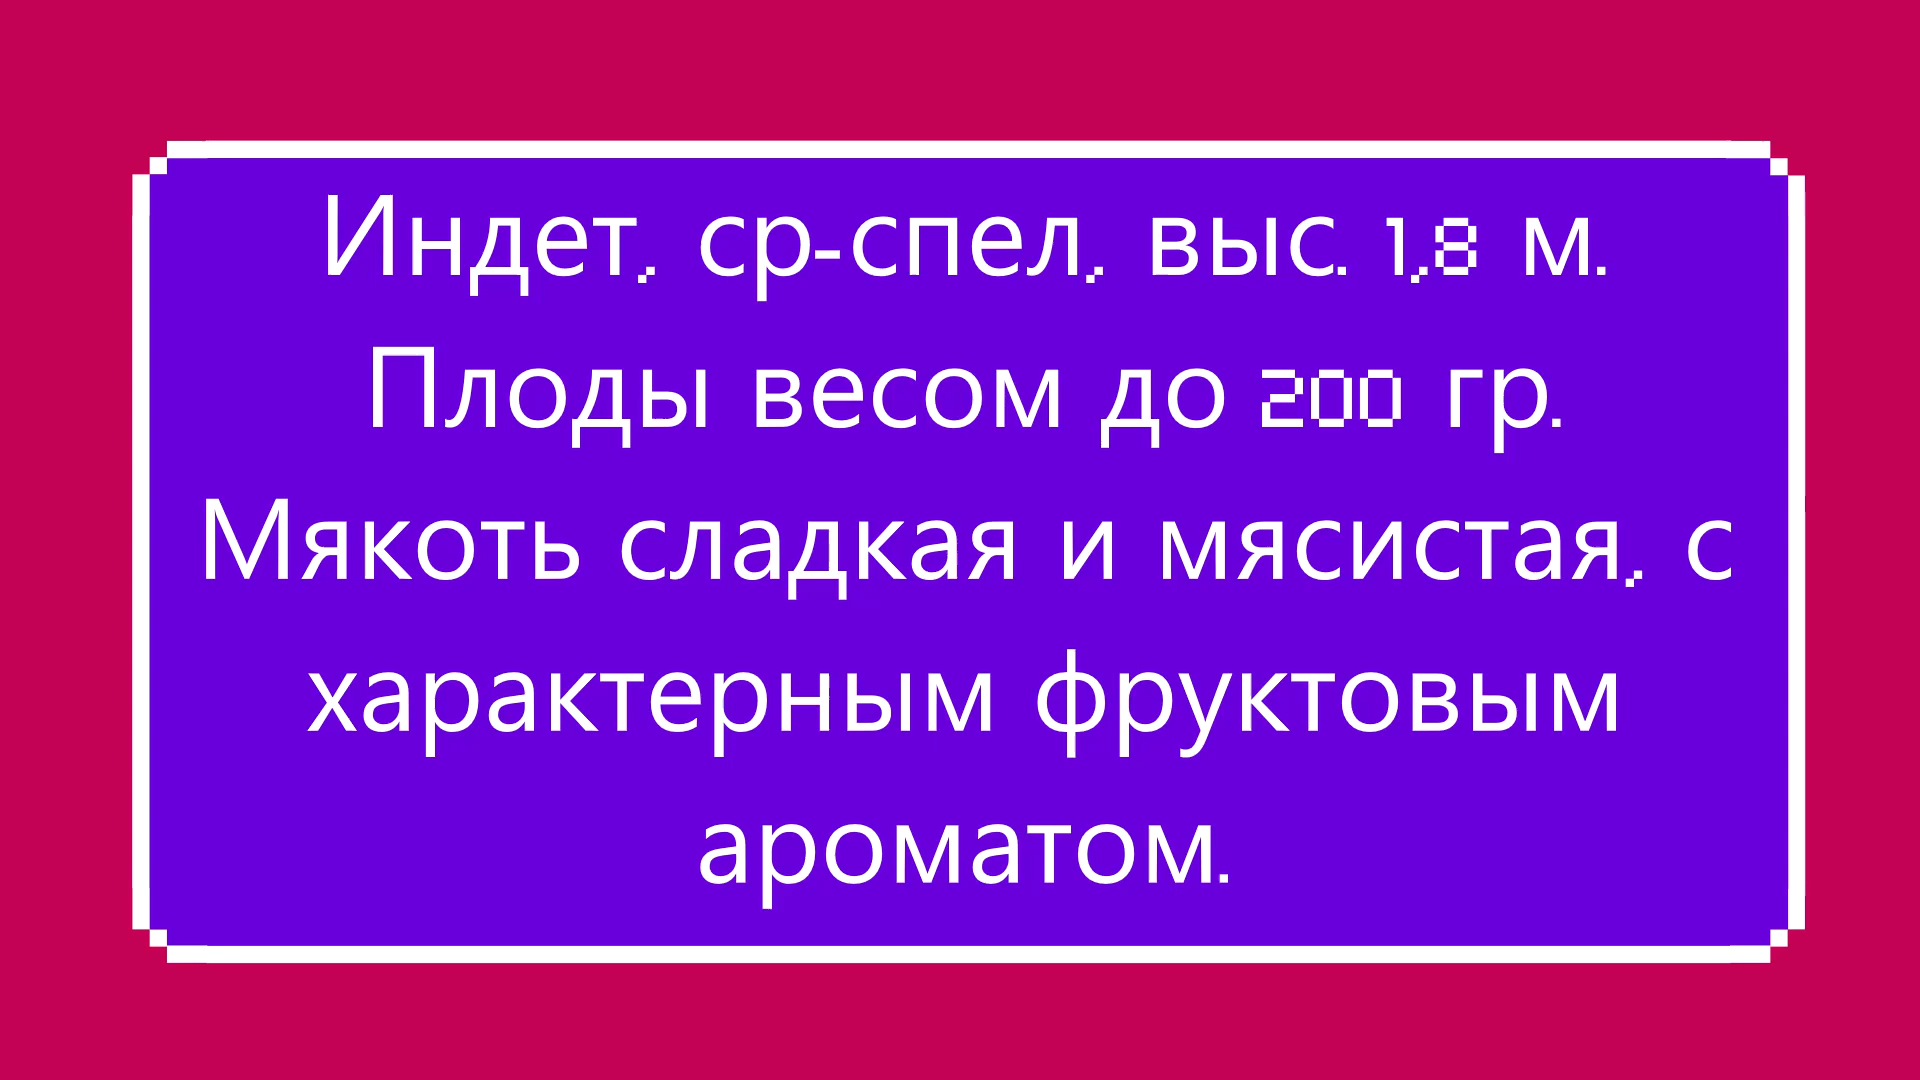 Индет., ср-спел., выс. 1,8 м.
Плоды весом до 200 гр.
Мякоть сладкая и мясистая, с
характерным фруктовым
ароматом.